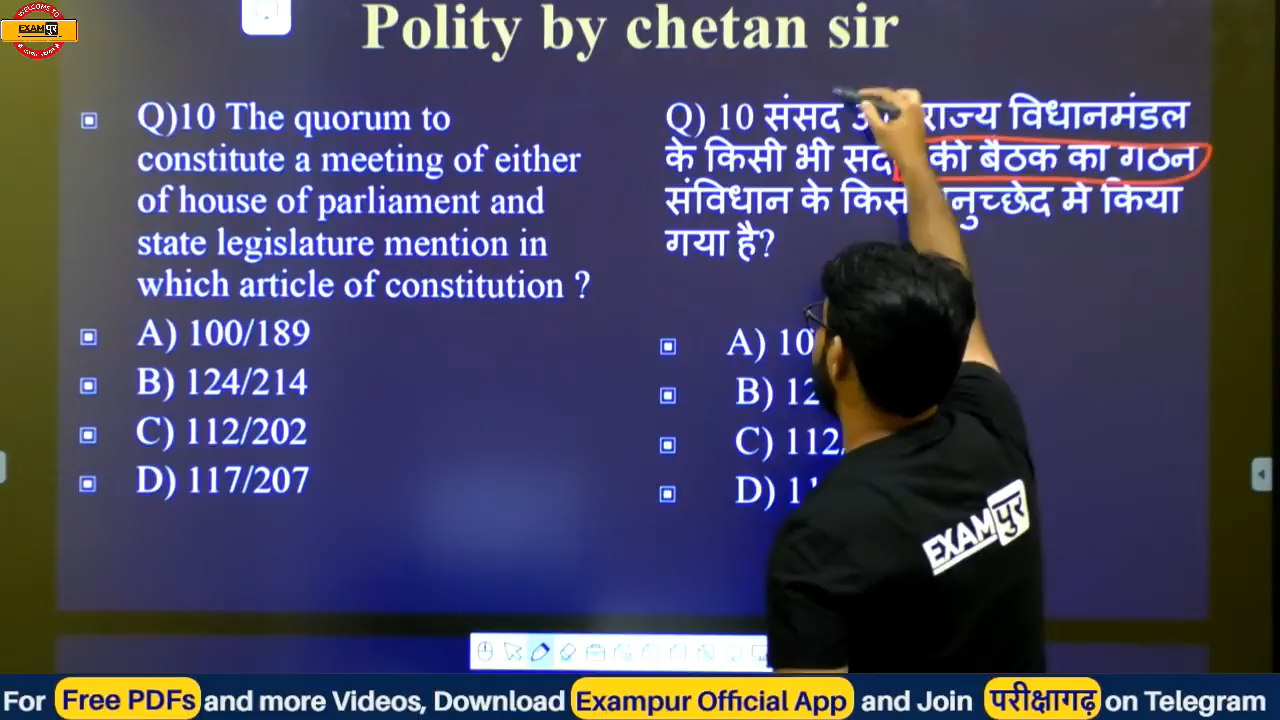 WELCOME TO
EXAMपुर
Polity by chetan sir
Q)10 The quorum to
constitute a meeting of either
of house of parliament and
state legislature mention in
which article of constitution ?
A) 100/189
B) 124/214
C) 112/202
D) 117/207
Q) 10 संसद राज्य विधानमंडल
के किसी भी की बैठक का गठन
संविधान के किस में किया
गया है?
A) 10
B) 12
C) 112
D) 11
EXAMपुर
For Free PDFs and more Videos, Download Exampur Official App and Join परीक्षागढ़ on Telegram